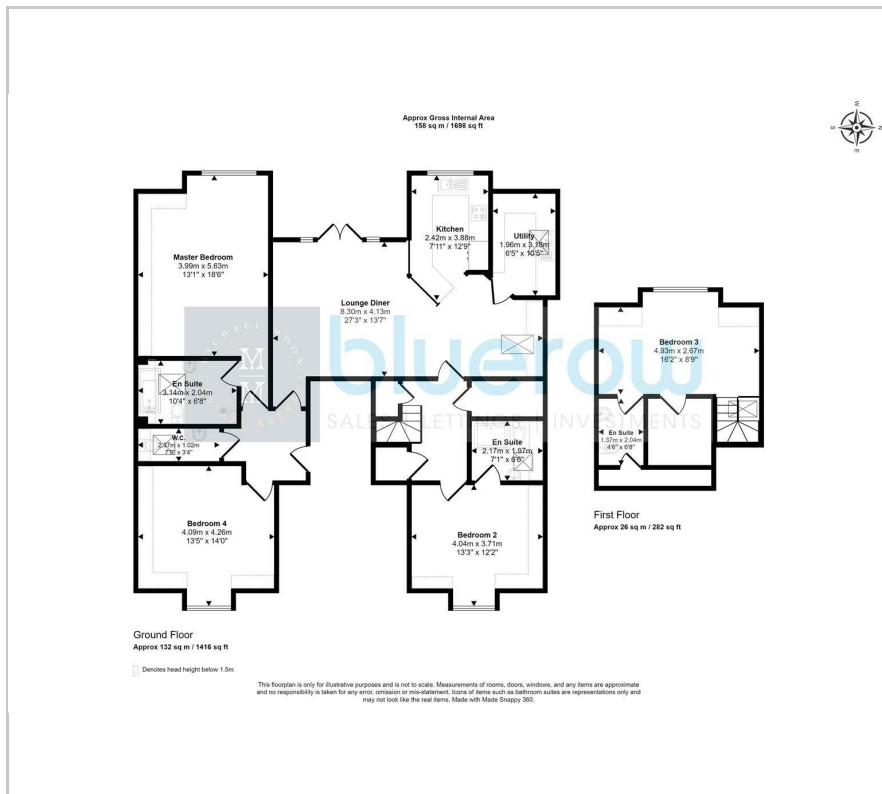 Approx Gross Internal Area
158 sq m / 1698 sq ft
W
S
N
E
Master Bedroom
3.99m x 5.63m
13'1" x 18'6"
Kitchen
2.42m x 3.88m
7'11" x 12'9"
Utility
1.96m x 3.18m
6'5" x 10'5"
Lounge Diner
8.30m x 4.13m
27'3" x 13'7"
Bedroom 3
4.93m x 2.67m
16'2" x 8'9"
MICHAEL MOON
M
M
bluerow
SALES | LETTINGS | INVESTMENTS
En Suite
3.14m x 2.04m
10'4" x 6'8"
W.C.
x 1.02m
x 3'4"
En Suite
2.17m x 1.97m
7'1" x 6'6"
En Suite
1.37m x 2.04m
4'6" x 6'8"
Bedroom 4
4.09m x 4.26m
13'5" x 14'0"
Bedroom 2
4.04m x 3.71m
13'3" x 12'2"
First Floor
Approx 26 sq m / 282 sq ft
Ground Floor
Approx 132 sq m / 1416 sq ft
Denotes head height below 1.5m
This floorplan is only for illustrative purposes and is not to scale. Measurements of rooms, doors, windows, and any items are approximate
and no responsibility is taken for any error, omission or mis-statement. Icons of items such as bathroom suites are representations only and
may not look like the real items. Made with Made Snappy 360.